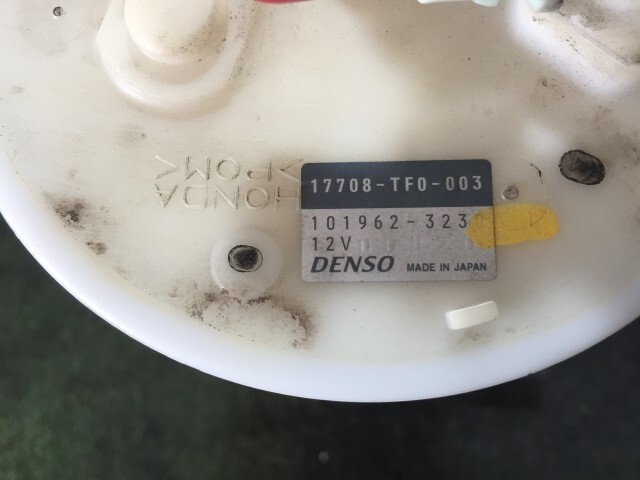 HONDA
>POM<
17708-TF0-003
101962-323
12V
DENSO MADE IN JAPAN